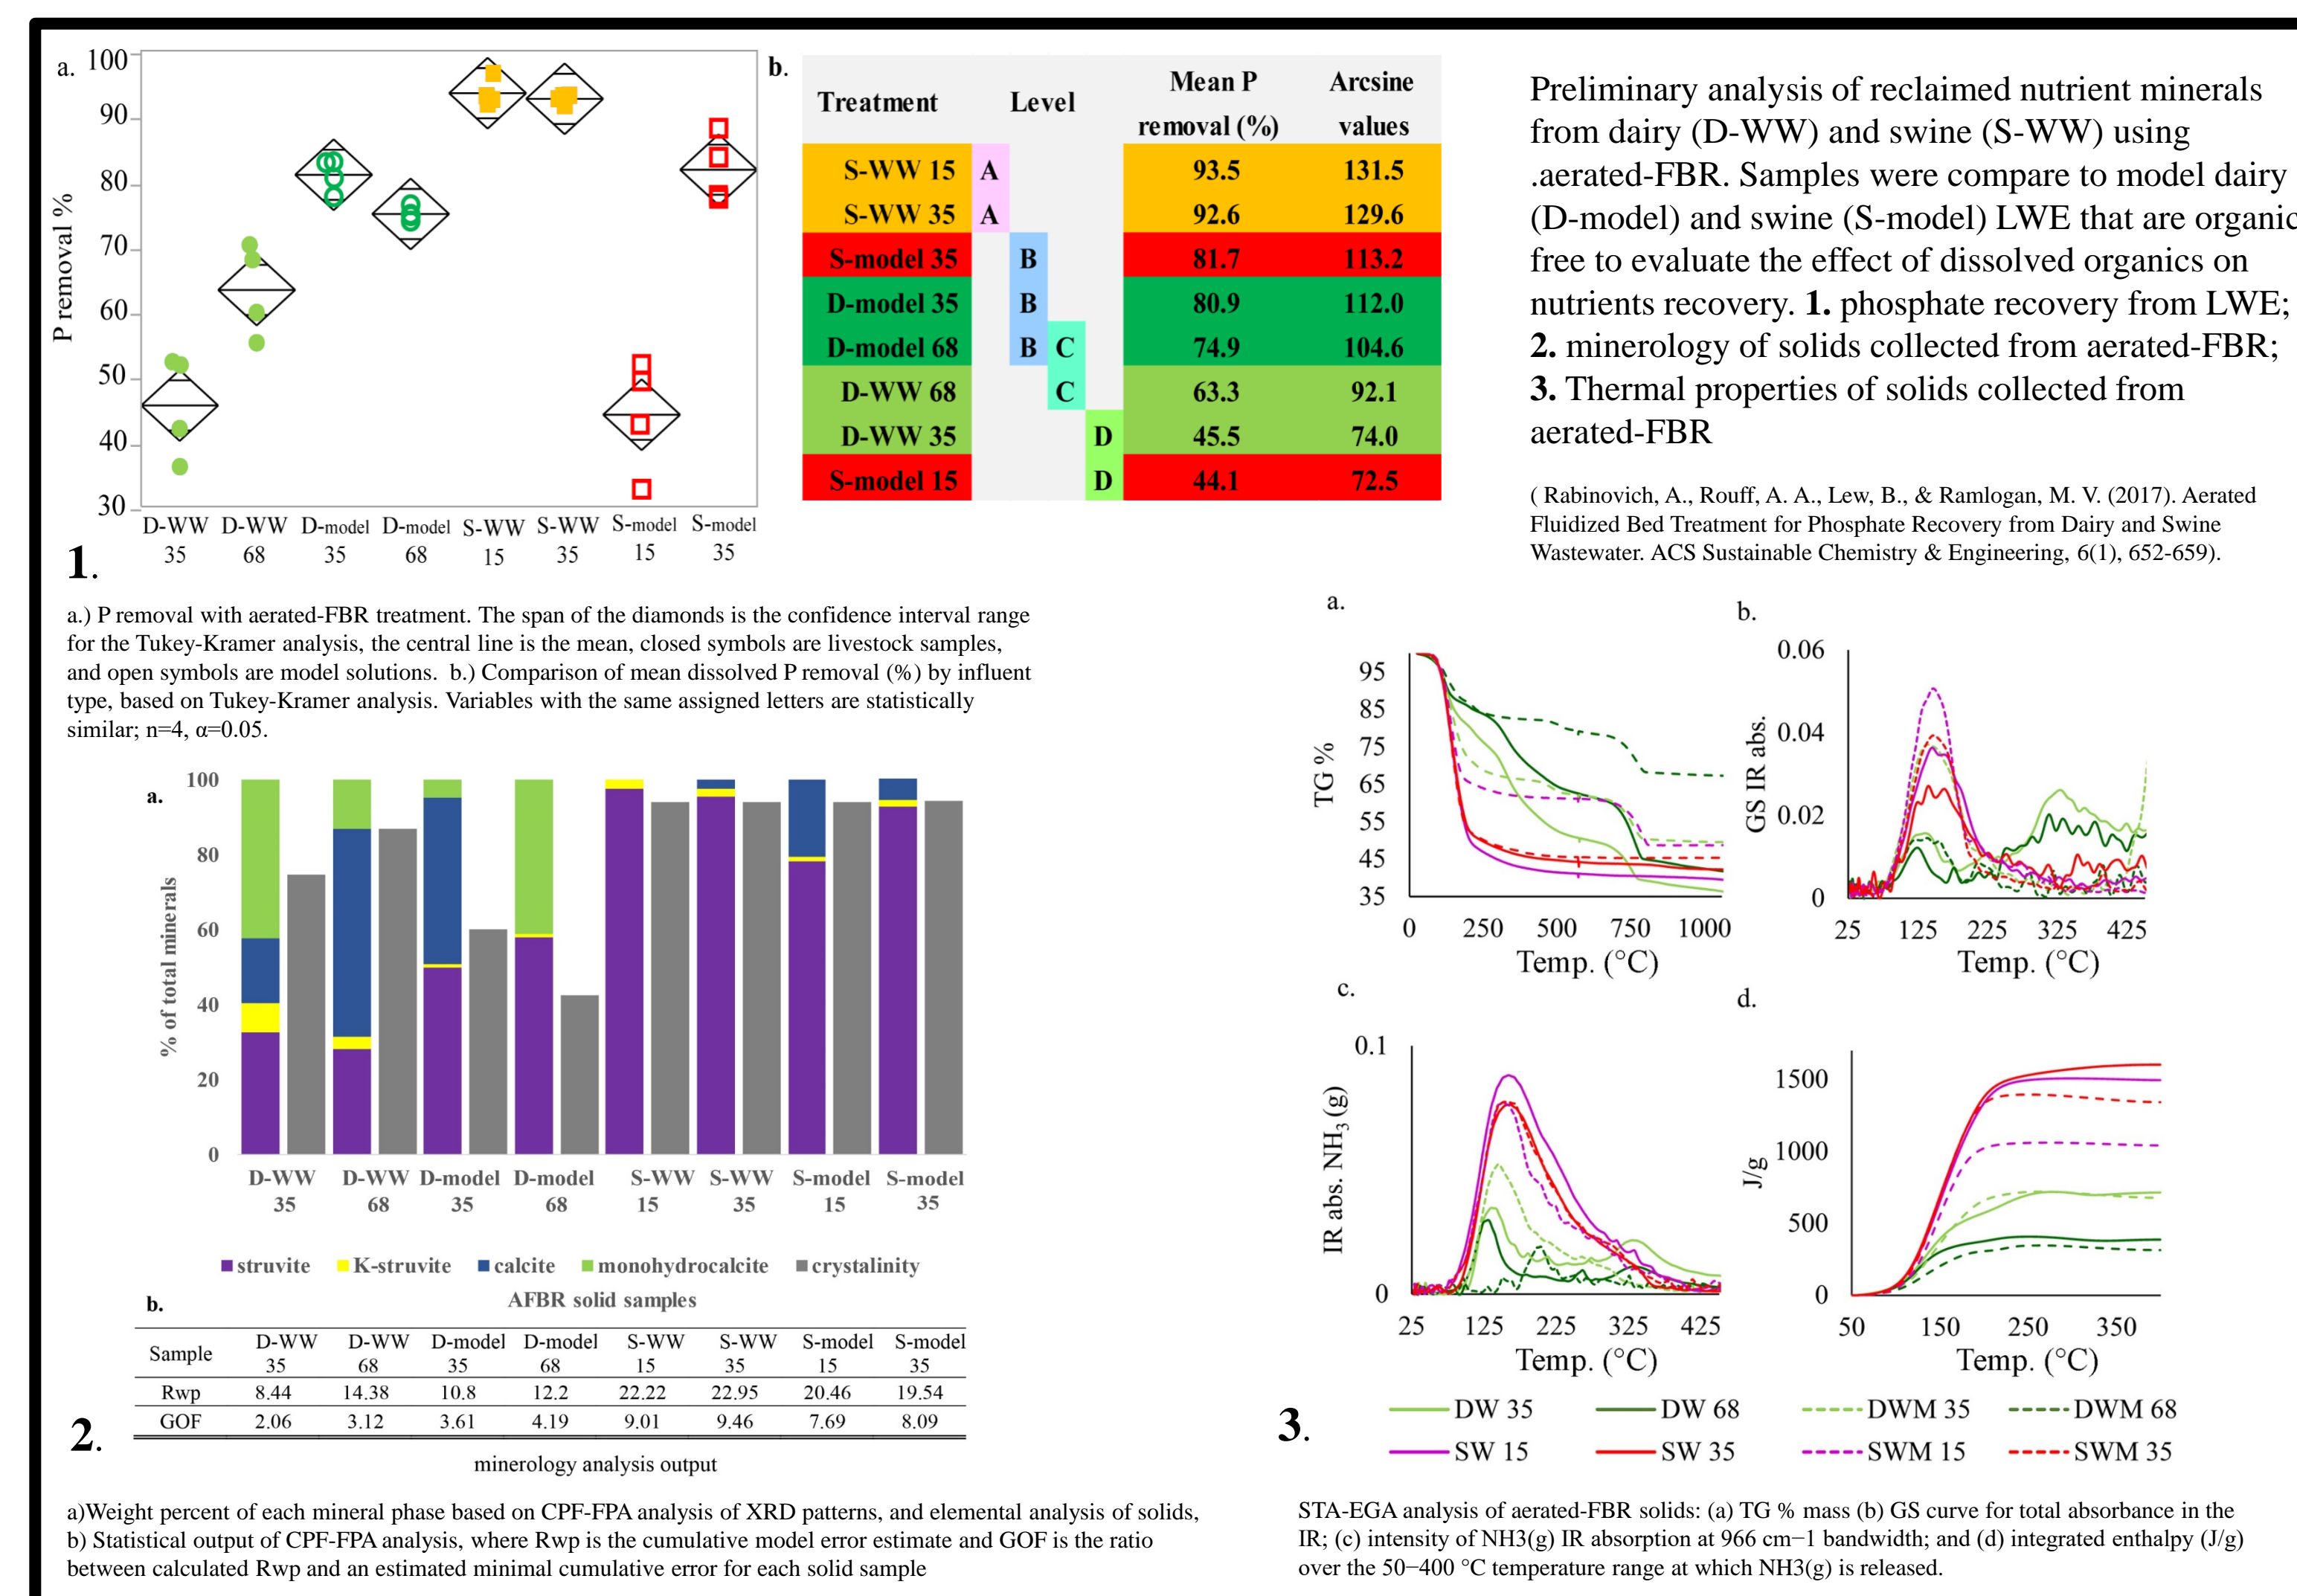 a.
100
90
80
70
60
50
40
30
P removal %
D-WW D-WW D-model D-model S-WW S-WW S-model S-model
35 68 35 68 15 35 15 35
1.
b.
Treatment Level Mean P removal (%) Arcsine values
S-WW 15 A 93.5 131.5
S-WW 35 A 92.6 129.6
S-model 35 B 81.7 113.2
D-model 35 B 80.9 112.0
D-model 68 B C 74.9 104.6
D-WW 68 C 63.3 92.1
D-WW 35 D 45.5 74.0
S-model 15 D 44.1 72.5
Preliminary analysis of reclaimed nutrient minerals
from dairy (D-WW) and swine (S-WW) using
.aerated-FBR. Samples were compare to model dairy
(D-model) and swine (S-model) LWE that are organic
free to evaluate the effect of dissolved organics on
nutrients recovery. 1. phosphate recovery from LWE;
2. minerology of solids collected from aerated-FBR;
3. Thermal properties of solids collected from
aerated-FBR
( Rabinovich, A., Rouff, A. A., Lew, B., & Ramlogan, M. V. (2017). Aerated
Fluidized Bed Treatment for Phosphate Recovery from Dairy and Swine
Wastewater. ACS Sustainable Chemistry & Engineering, 6(1), 652-659).
a.) P removal with aerated-FBR treatment. The span of the diamonds is the confidence interval range
for the Tukey-Kramer analysis, the central line is the mean, closed symbols are livestock samples,
and open symbols are model solutions. b.) Comparison of mean dissolved P removal (%) by influent
type, based on Tukey-Kramer analysis. Variables with the same assigned letters are statistically
similar; n=4, α=0.05.
a.
100
80
60
40
20
0
% of total minerals
D-WW D-WW D-model D-model S-WW S-WW S-model S-model
35 68 35 68 15 35 15 35
struvite K-struvite calcite monohydrocalcite crystalinity
b.
AFBR solid samples
Sample D-WW 35 D-WW 68 D-model 35 D-model 68 S-WW 15 S-WW 35 S-model 15 S-model 35
Rwp 8.44 14.38 10.8 12.2 22.22 22.95 20.46 19.54
GOF 2.06 3.12 3.61 4.19 9.01 9.46 7.69 8.09
2.
minerology analysis output
a)Weight percent of each mineral phase based on CPF-FPA analysis of XRD patterns, and elemental analysis of solids,
b) Statistical output of CPF-FPA analysis, where Rwp is the cumulative model error estimate and GOF is the ratio
between calculated Rwp and an estimated minimal cumulative error for each solid sample
a.
TG %
95
85
75
65
55
45
35
0 250 500 750 1000
Temp. (°C)
b.
GS IR abs.
0.06
0.04
0.02
0
25 125 225 325 425
Temp. (°C)
c.
IR abs. NH3 (g)
0.1
0
25 125 225 325 425
Temp. (°C)
d.
J/g
1500
1000
500
0
50 150 250 350
Temp. (°C)
DW 35 DW 68 DWM 35 DWM 68
SW 15 SW 35 SWM 15 SWM 35
3.
STA-EGA analysis of aerated-FBR solids: (a) TG % mass (b) GS curve for total absorbance in the
IR; (c) intensity of NH3(g) IR absorption at 966 cm−1 bandwidth; and (d) integrated enthalpy (J/g)
over the 50−400 °C temperature range at which NH3(g) is released.